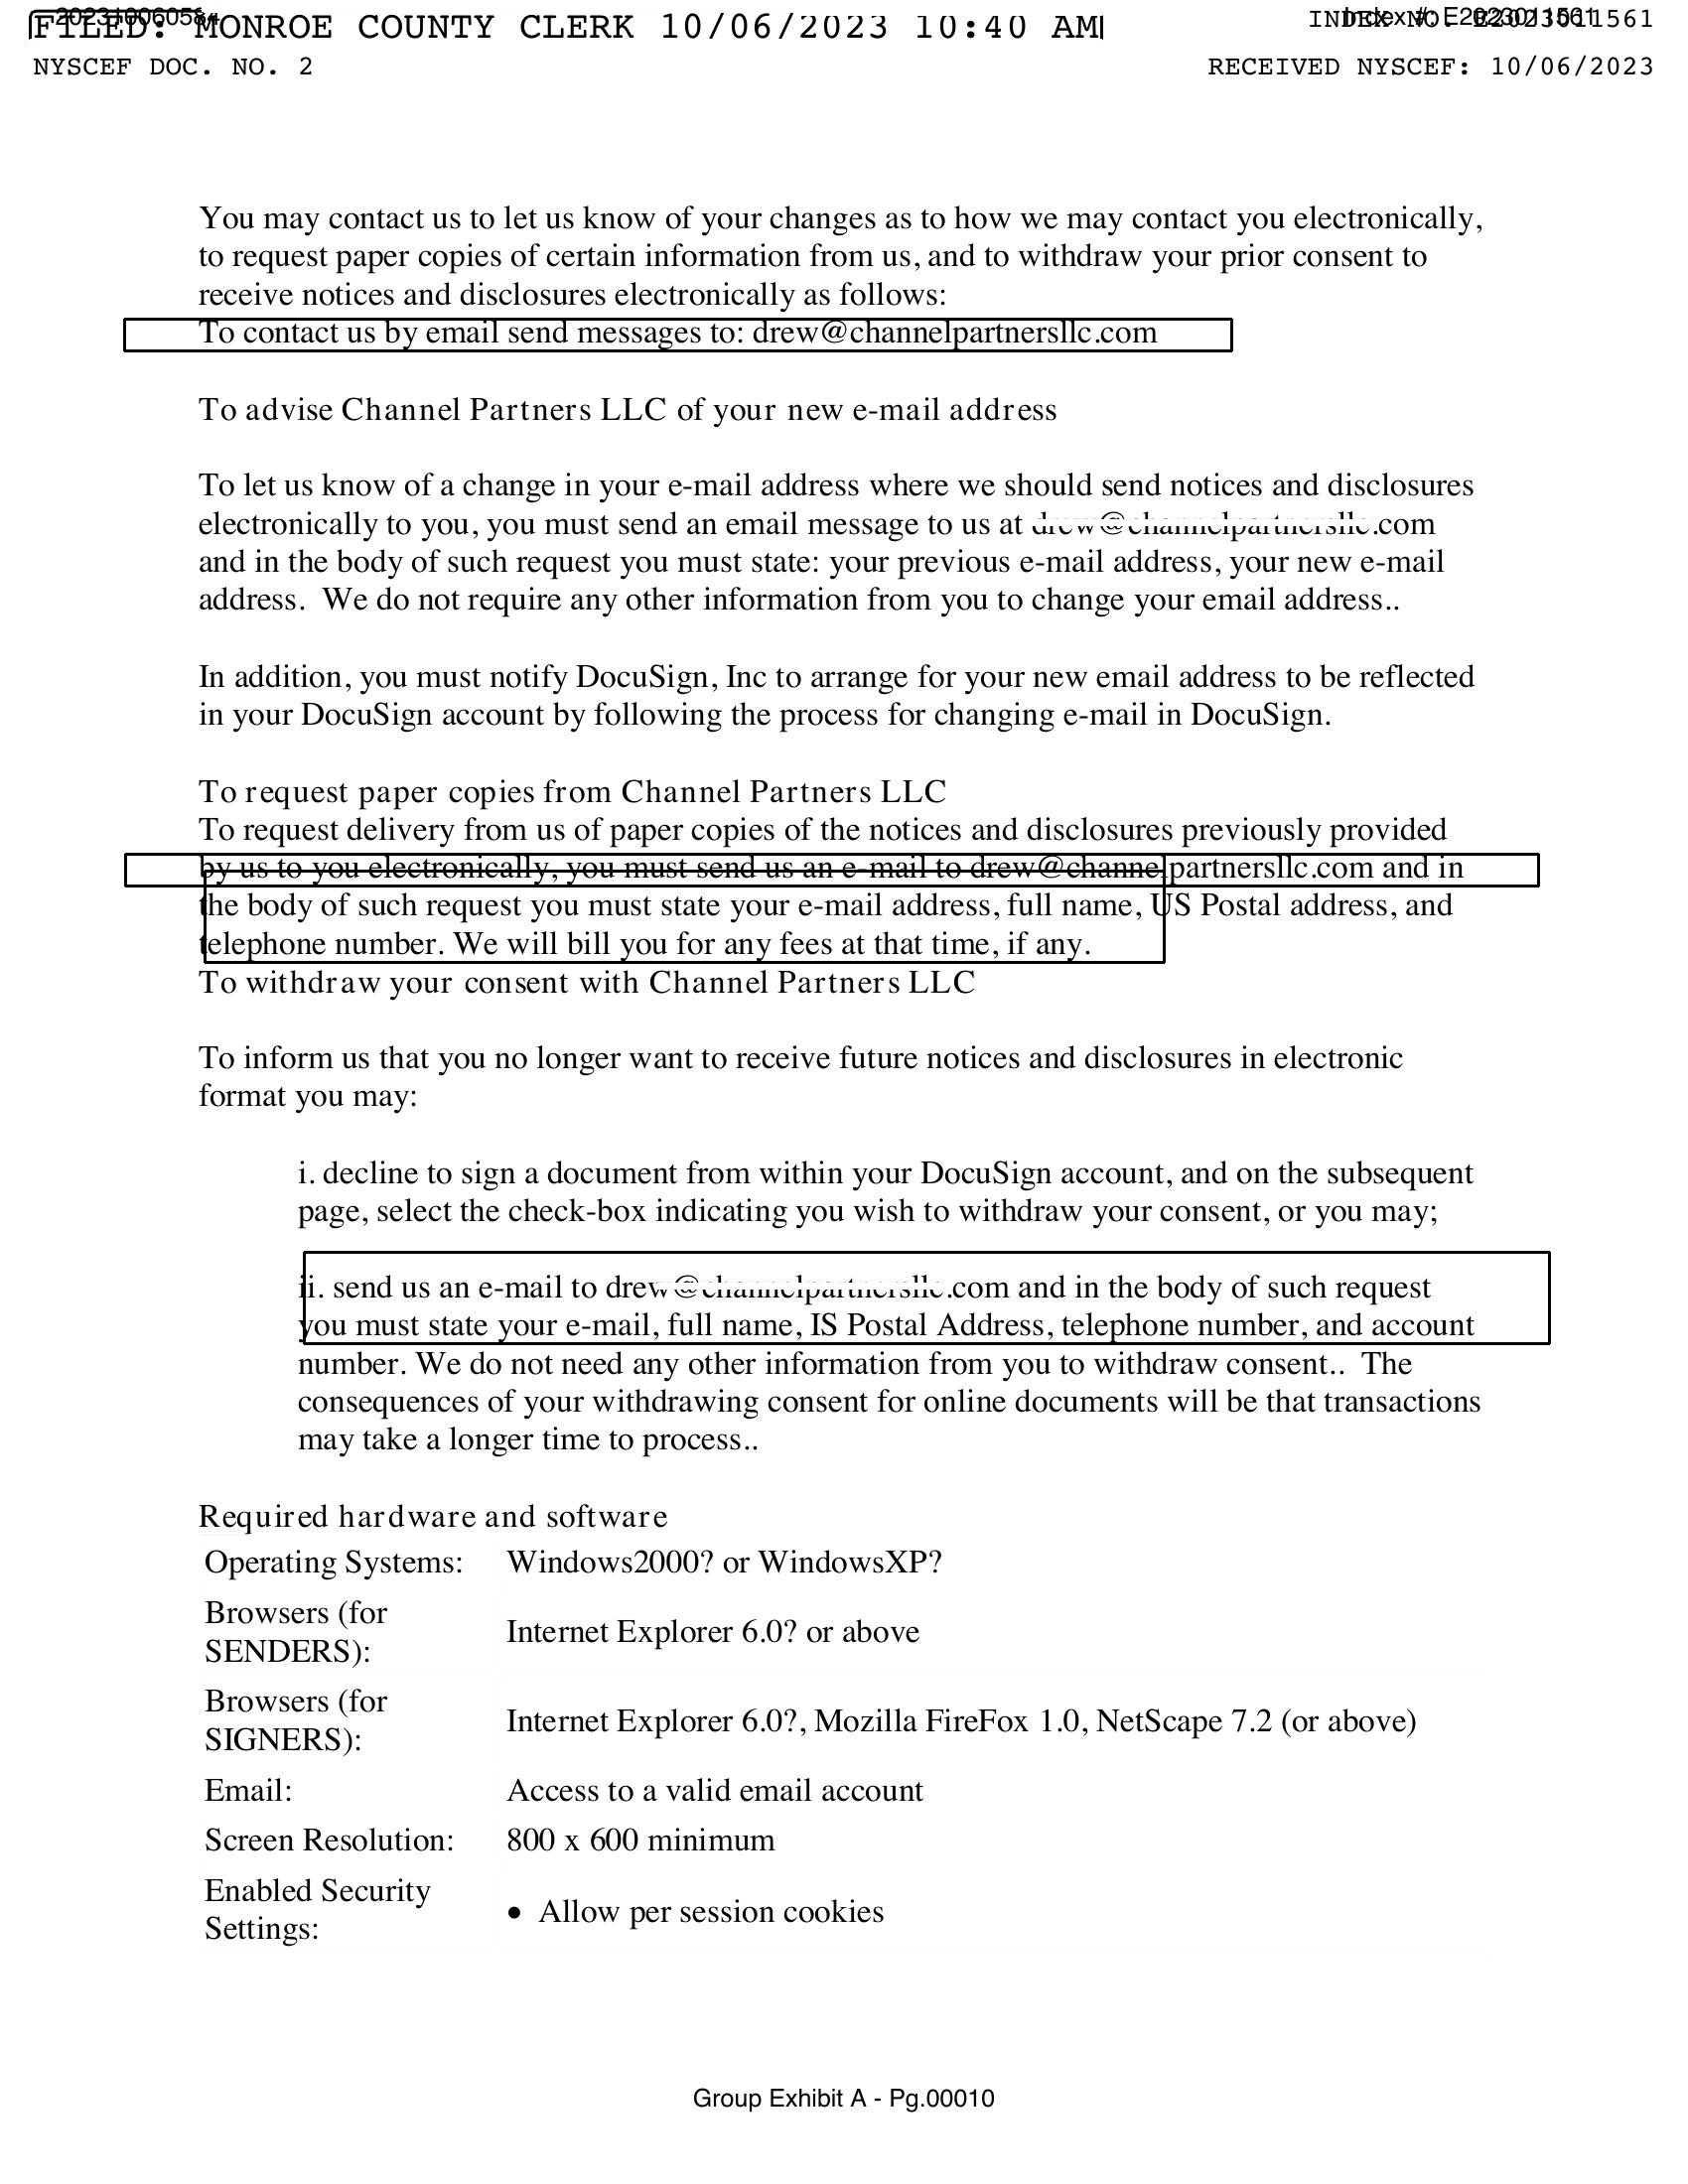 202310060584
FILED: MONROE COUNTY CLERK 10/06/2023 10:40 AM
INDEX NO. E2023011561
Index #: E2023011561
NYSCEF DOC. NO. 2
RECEIVED NYSCEF: 10/06/2023
You may contact us to let us know of your changes as to how we may contact you electronically,
to request paper copies of certain information from us, and to withdraw your prior consent to
receive notices and disclosures electronically as follows:
To contact us by email send messages to: drew@channelpartnersllc.com
To advise Channel Partners LLC of your new e-mail address
To let us know of a change in your e-mail address where we should send notices and disclosures
electronically to you, you must send an email message to us at drew@channelpartnersllc.com
and in the body of such request you must state: your previous e-mail address, your new e-mail
address.  We do not require any other information from you to change your email address..
In addition, you must notify DocuSign, Inc to arrange for your new email address to be reflected
in your DocuSign account by following the process for changing e-mail in DocuSign.
To request paper copies from Channel Partners LLC
To request delivery from us of paper copies of the notices and disclosures previously provided
by us to you electronically, you must send us an e-mail to drew@channelpartnersllc.com and in
the body of such request you must state your e-mail address, full name, US Postal address, and
telephone number. We will bill you for any fees at that time, if any.
To withdraw your consent with Channel Partners LLC
To inform us that you no longer want to receive future notices and disclosures in electronic
format you may:
i. decline to sign a document from within your DocuSign account, and on the subsequent
page, select the check-box indicating you wish to withdraw your consent, or you may;
ii. send us an e-mail to drew@channelpartnersllc.com and in the body of such request
you must state your e-mail, full name, IS Postal Address, telephone number, and account
number. We do not need any other information from you to withdraw consent..  The
consequences of your withdrawing consent for online documents will be that transactions
may take a longer time to process..
Required hardware and software
Operating Systems: Windows2000? or WindowsXP?
Browsers (for
SENDERS):
Internet Explorer 6.0? or above
Browsers (for
SIGNERS):
Internet Explorer 6.0?, Mozilla FireFox 1.0, NetScape 7.2 (or above)
Email: Access to a valid email account
Screen Resolution: 800 x 600 minimum
Enabled Security
Settings:
• Allow per session cookies
Group Exhibit A - Pg.00010